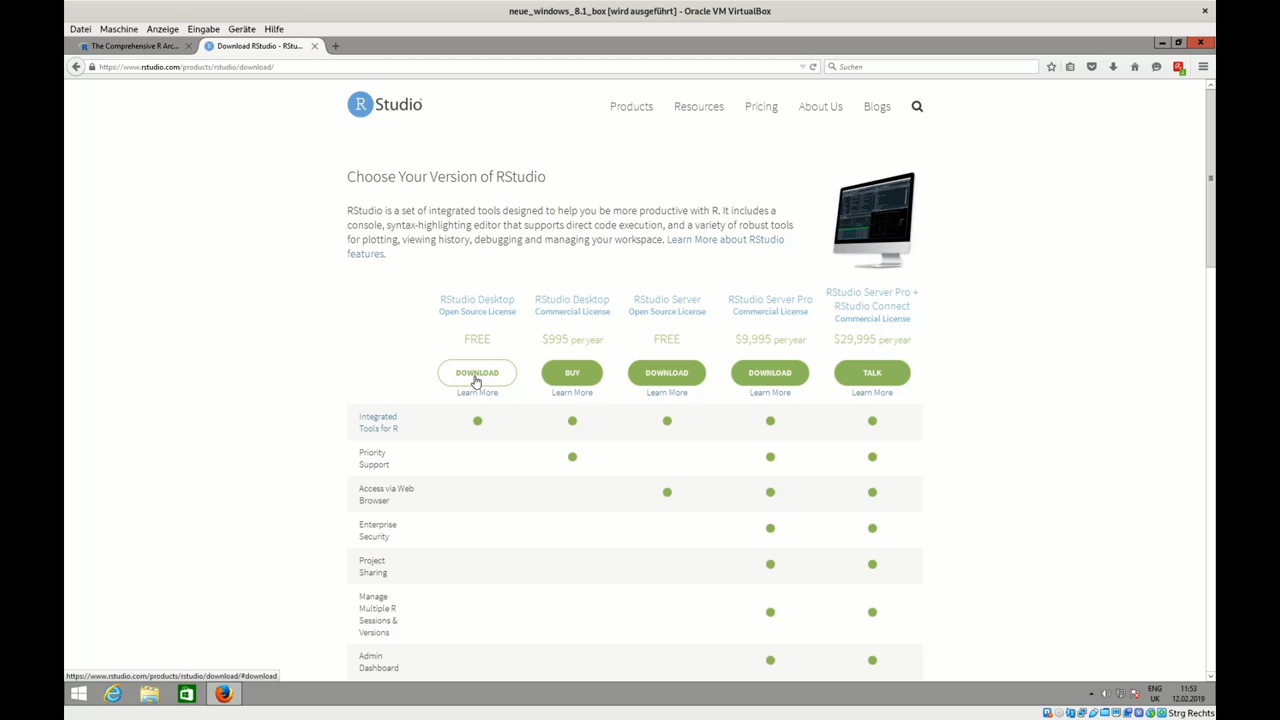 neue_windows_8.1_box [wird ausgeführt] - Oracle VM VirtualBox
Datei Maschine Anzeige Eingabe Geräte Hilfe
The Comprehensive R Arc...
Download RStudio - RStu...
https://www.rstudio.com/products/rstudio/download/
Suchen
R Studio
Products Resources Pricing About Us Blogs
Choose Your Version of RStudio
RStudio is a set of integrated tools designed to help you be more productive with R. It includes a
console, syntax-highlighting editor that supports direct code execution, and a variety of robust tools
for plotting, viewing history, debugging and managing your workspace. Learn More about RStudio
features.
RStudio Desktop
Open Source License
FREE
DOWNLOAD
Learn More
RStudio Desktop
Commercial License
$995 per year
BUY
Learn More
RStudio Server
Open Source License
FREE
DOWNLOAD
Learn More
RStudio Server Pro
Commercial License
$9,995 per year
DOWNLOAD
Learn More
RStudio Server Pro +
RStudio Connect
Commercial License
$29,995 per year
TALK
Learn More
Integrated
Tools for R
Priority
Support
Access via Web
Browser
Enterprise
Security
Project
Sharing
Manage
Multiple R
Sessions &
Versions
Admin
Dashboard
https://www.rstudio.com/products/rstudio/download/#download
ENG
UK
11:53
12.02.2019
Strg Rechts